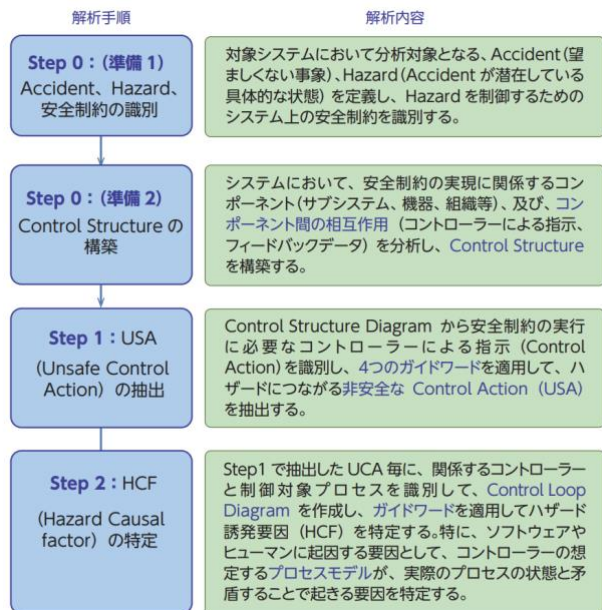 解析手順
解析内容
Step 0：(準備 1)
Accident、Hazard、
安全制約の識別
対象システムにおいて分析対象となる、Accident(望
ましくない事象)、Hazard(Accident が潜在している
具体的な状態) を定義し、Hazard を制御するための
システム上の安全制約を識別する。
Step 0：(準備 2)
Control Structure の
構築
システムにおいて、安全制約の実現に関係するコン
ポーネント(サブシステム、機器、組織等)、及び、コン
ポーネント間の相互作用 (コントローラーによる指示、
フィードバックデータ) を分析し、Control Structure
を構築する。
Step 1：USA
(Unsafe Control
Action) の抽出
Control Structure Diagram から安全制約の実行
に必要なコントローラーによる指示 (Control
Action) を識別し、4つのガイドワードを適用して、ハ
ザードにつながる非安全な Control Action (USA)
を抽出する。
Step 2：HCF
(Hazard Causal
factor) の特定
Step1 で抽出した UCA 毎に、関係するコントローラー
と制御対象プロセスを識別して、Control Loop
Diagram を作成し、ガイドワードを適用してハザード
誘発要因 (HCF) を特定する。特に、ソフトウェアや
ヒューマンに起因する要因として、コントローラーの想
定するプロセスモデルが、実際のプロセスの状態と矛
盾することで起きる要因を特定する。